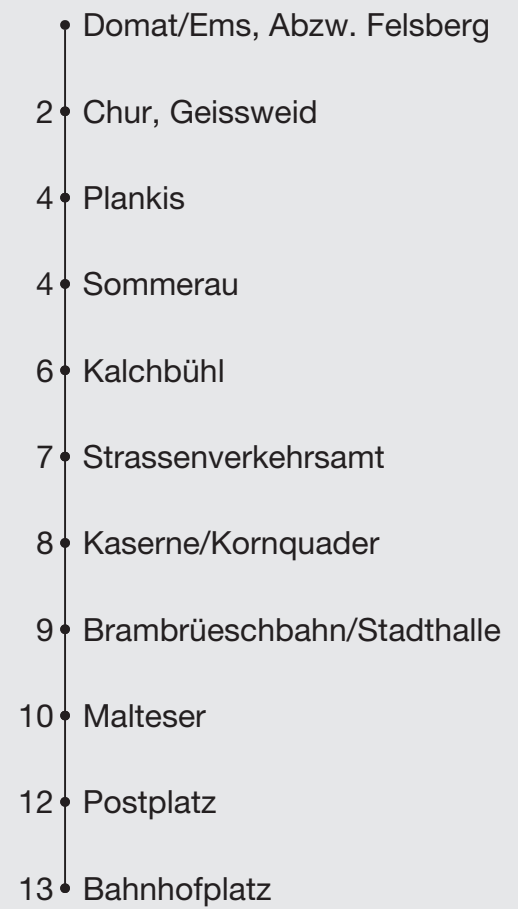 Domat/Ems, Abzw. Felsberg
2 Chur, Geissweid
4 Plankis
4 Sommerau
6 Kalchbühl
7 Strassenverkehrsamt
8 Kaserne/Kornquader
9 Brambrüeschbahn/Stadthalle
10 Malteser
12 Postplatz
13 Bahnhofplatz